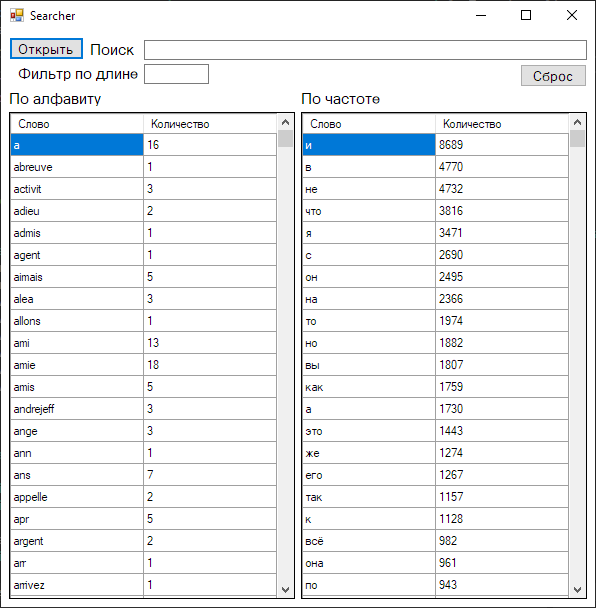 Searcher
Открыть Поиск
Фильтр по длине
Сброс
По алфавиту
По частоте
Слово Количество
a 16
abreuve 1
activit 3
adieu 2
admis 1
agent 1
aimais 5
alea 3
allons 1
ami 13
amie 18
amis 5
andrejeff 3
ange 3
ann 1
ans 7
appelle 2
apr 5
argent 2
arr 1
arrivez 1
Слово Количество
и 8689
в 4770
не 4732
что 3816
я 3471
с 2690
он 2495
на 2366
то 1974
но 1882
вы 1807
как 1759
а 1730
это 1443
же 1274
его 1267
так 1157
к 1128
всё 982
она 961
по 943